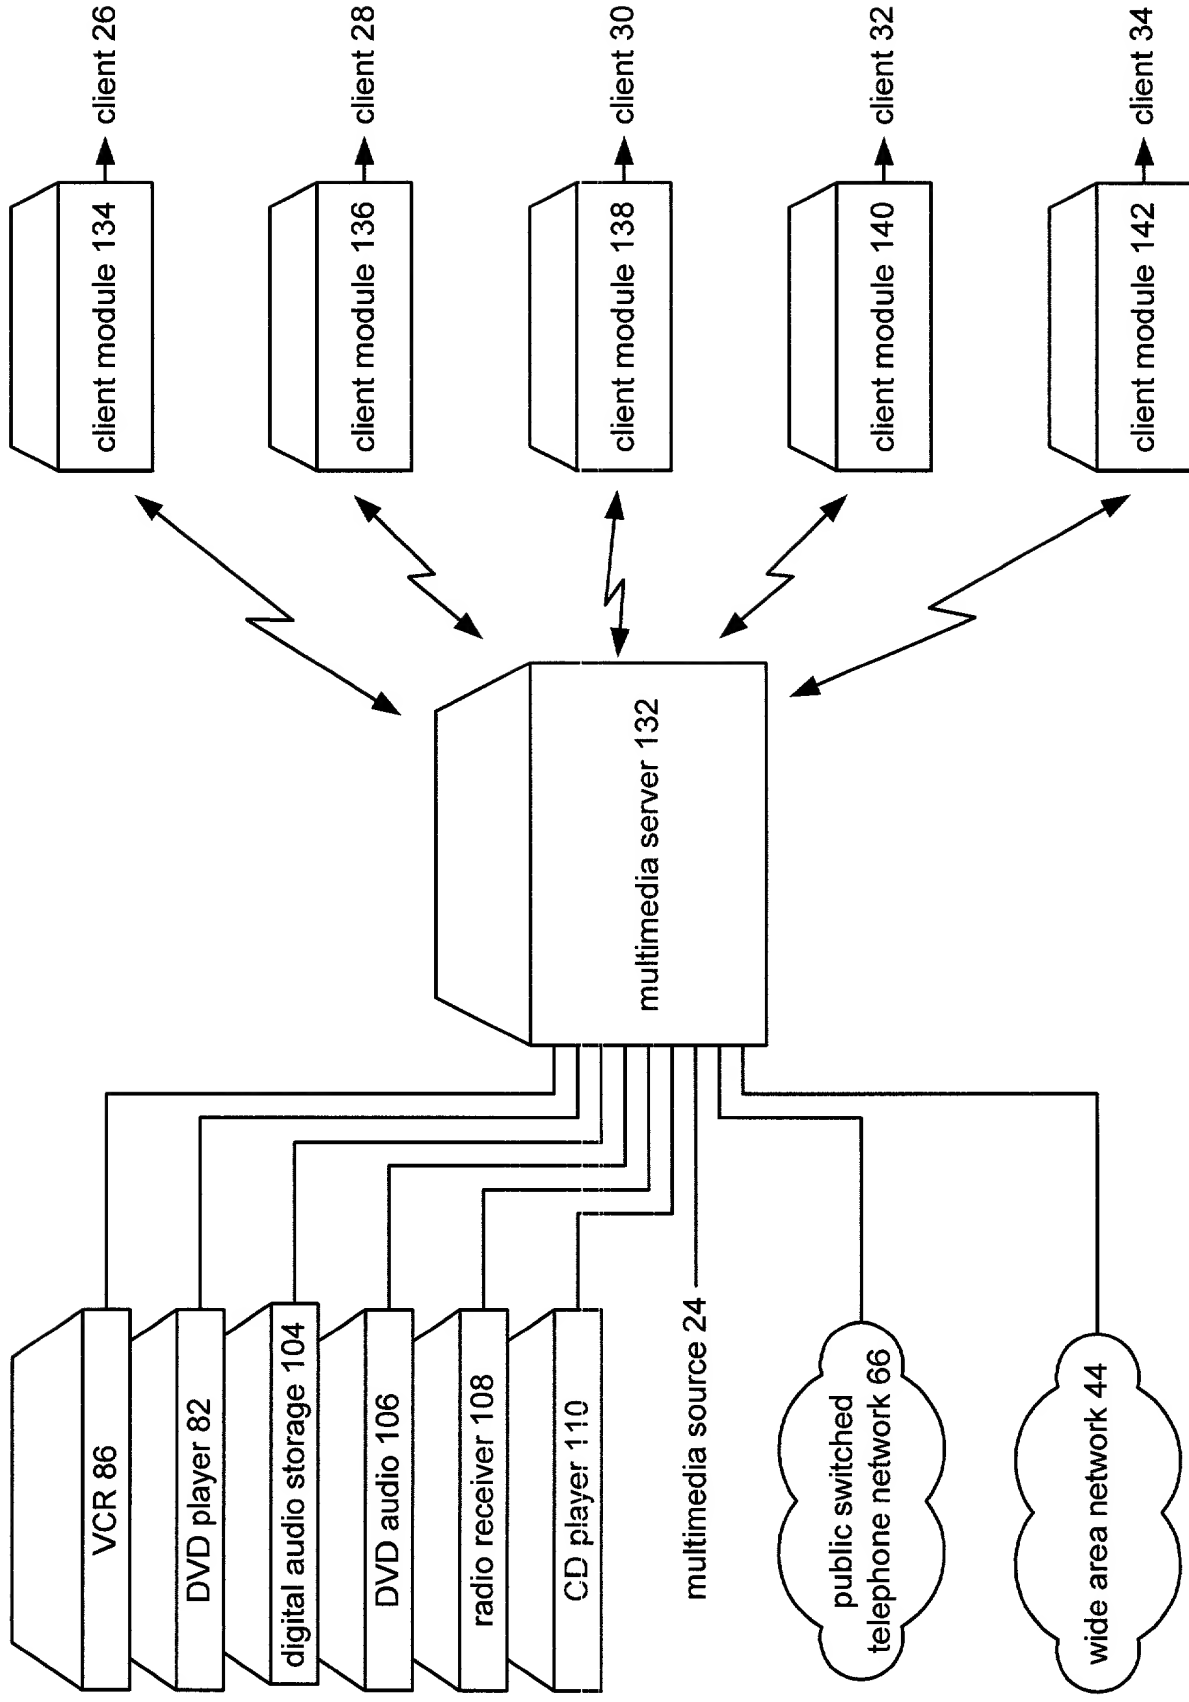 VCR 86
DVD player 82
digital audio storage 104
DVD audio 106
radio receiver 108
CD player 110
multimedia source 24
public switched
telephone network 66
wide area network 44
multimedia server 132
client module 134
client 26
client module 136
client 28
client module 138
client 30
client module 140
client 32
client module 142
client 34